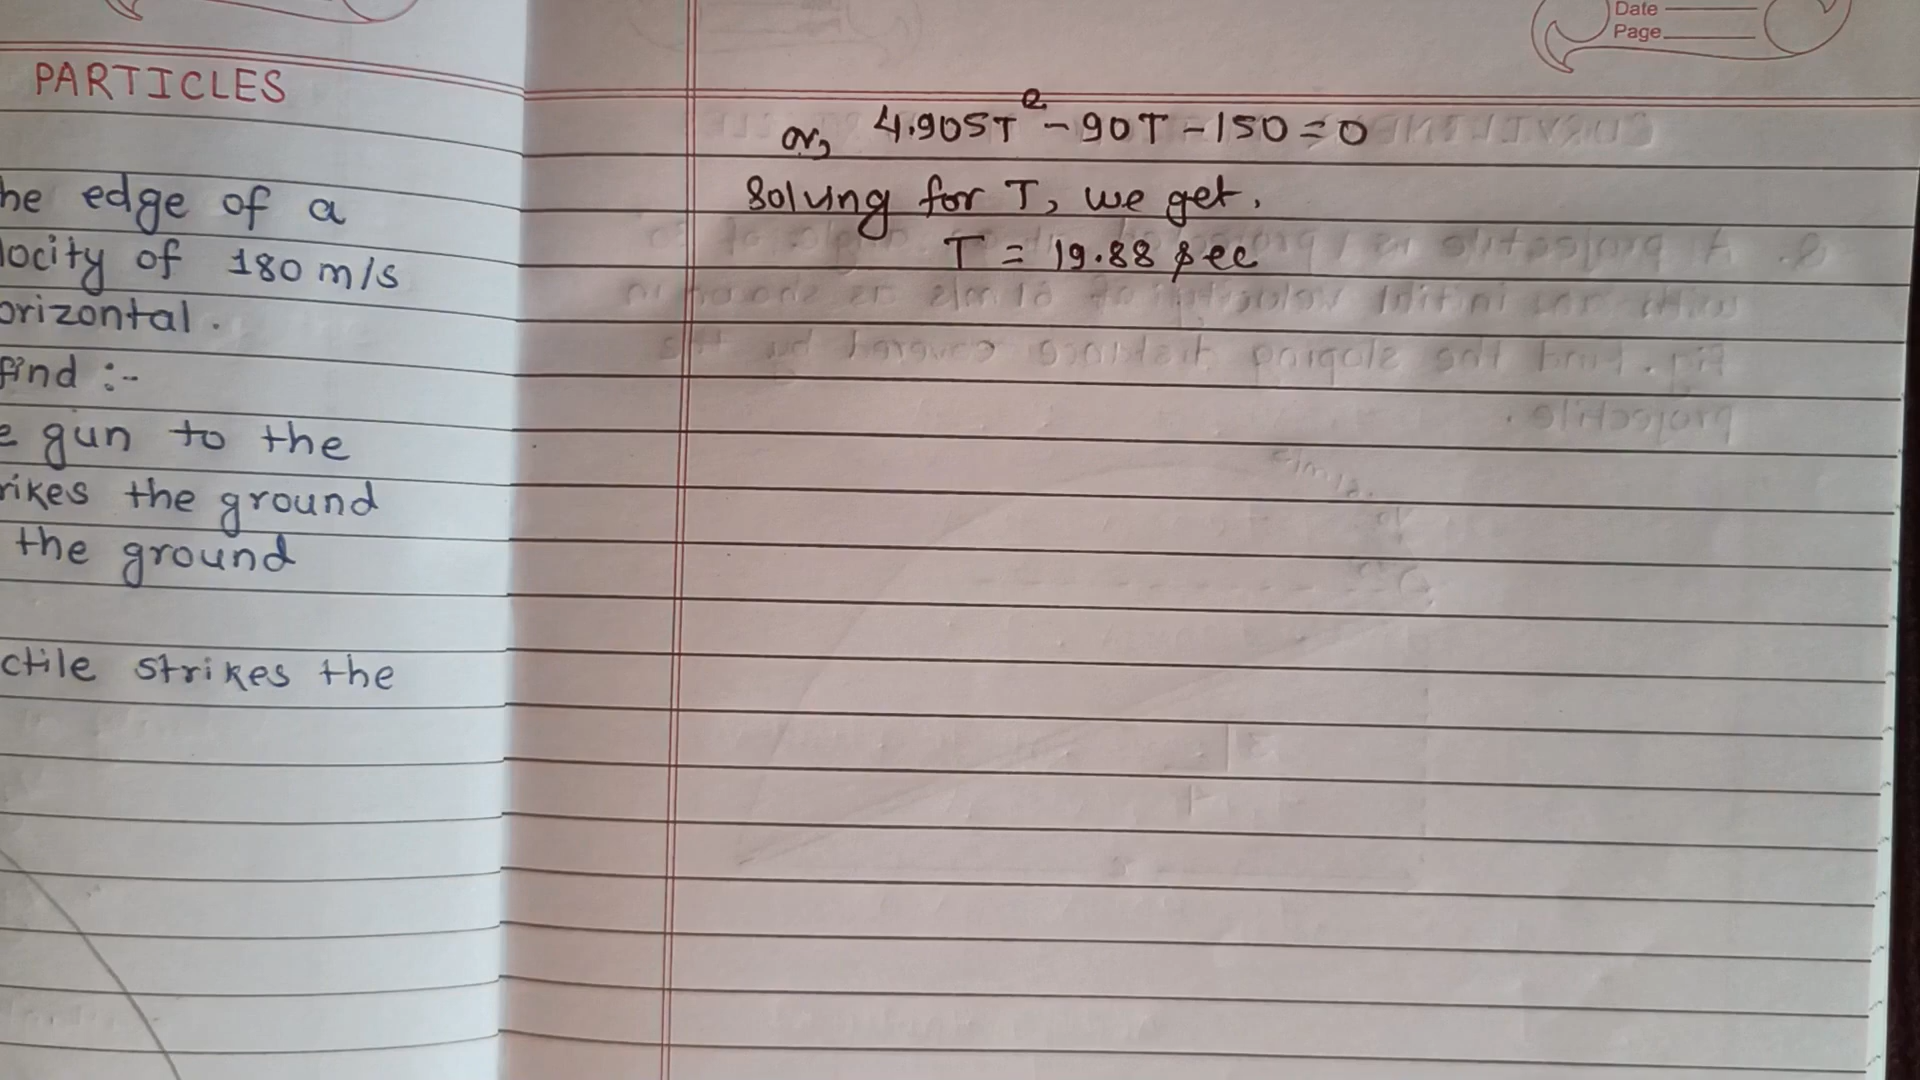 PARTICLES
he edge of a
locity of 180 m/s
orizontal.
find :-
e gun to the
rikes the ground
the ground
ctile strikes the
Date
Page
or, 4.905T² - 90T - 150 = 0
Solving for T, we get,
T = 19.88 sec